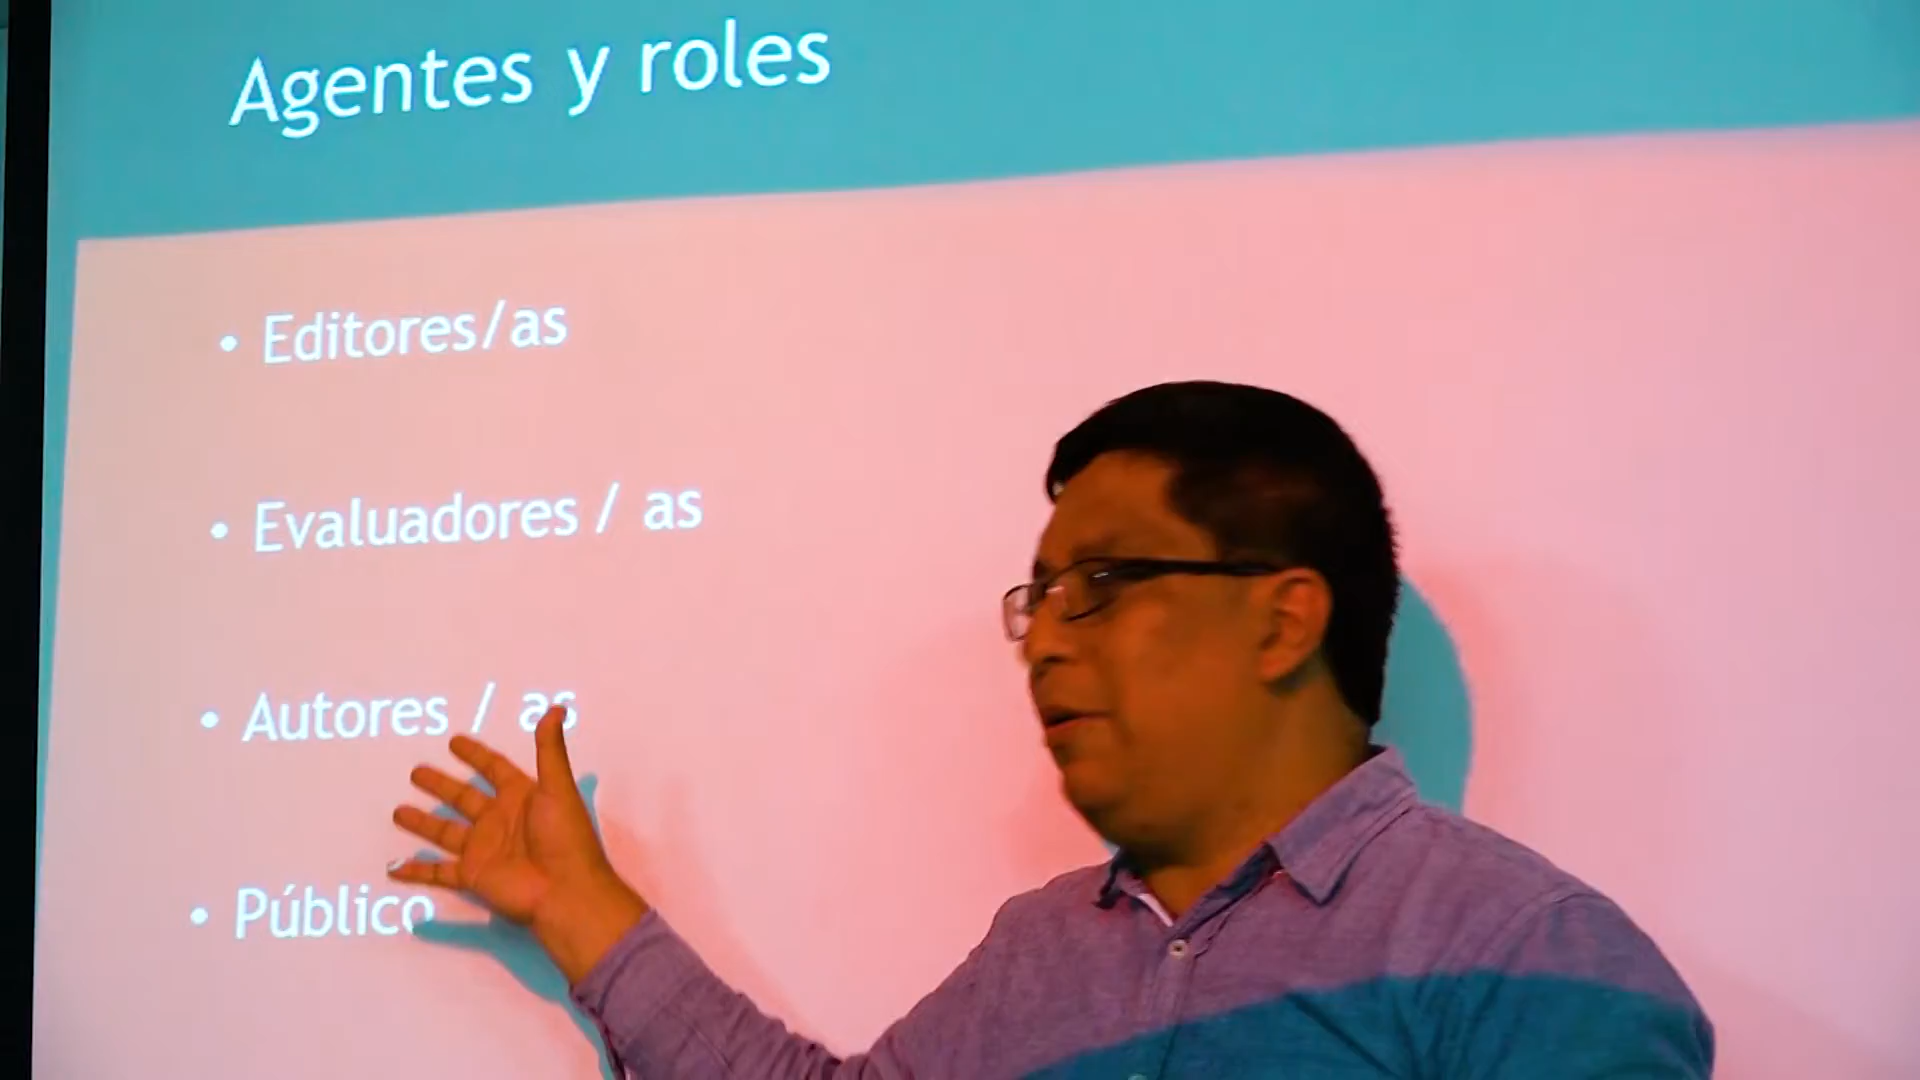 Agentes y roles
• Editores/as
• Evaluadores / as
• Autores / as
• Público